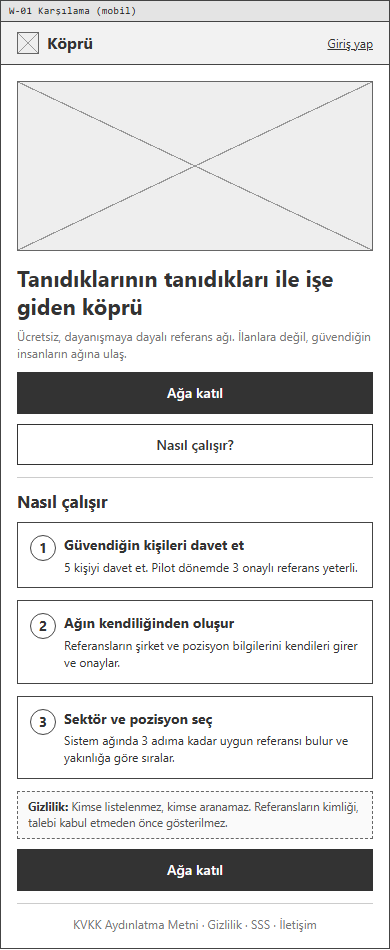 W-01 Karşılama (mobil)
Köprü
Giriş yap
Tanıdıklarının tanıdıkları ile işe
giden köprü
Ücretsiz, dayanışmaya dayalı referans ağı. İlanlara değil, güvendiğin
insanların ağına ulaş.
Ağa katıl
Nasıl çalışır?
Nasıl çalışır
1
Güvendiğin kişileri davet et
5 kişiyi davet et. Pilot dönemde 3 onaylı referans yeterli.
2
Ağın kendiliğinden oluşur
Referansların şirket ve pozisyon bilgilerini kendileri girer
ve onaylar.
3
Sektör ve pozisyon seç
Sistem ağında 3 adıma kadar uygun referansı bulur ve
yakınlığa göre sıralar.
Gizlilik: Kimse listelenmez, kimse aranamaz. Referansların kimliği,
talebi kabul etmeden önce gösterilmez.
Ağa katıl
KVKK Aydınlatma Metni · Gizlilik · SSS · İletişim